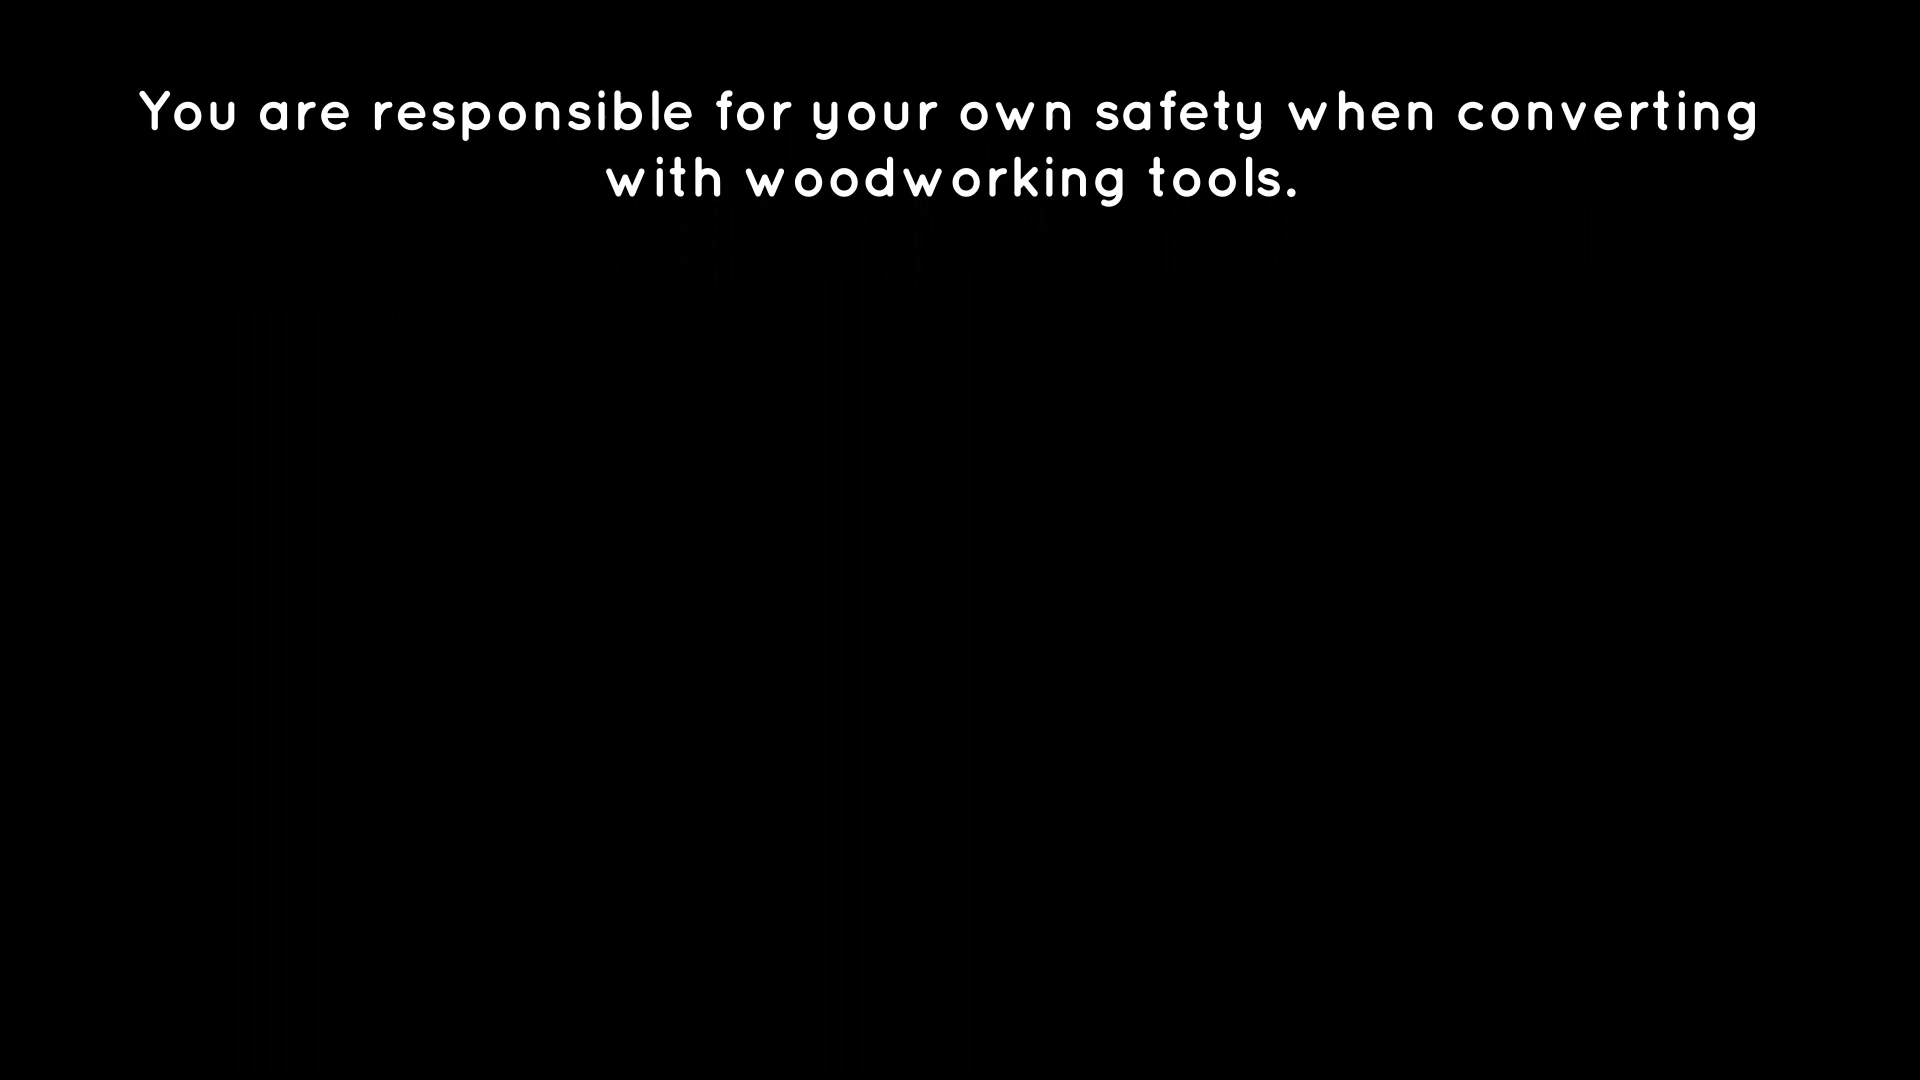 You are responsible for your own safety when converting
with woodworking tools.